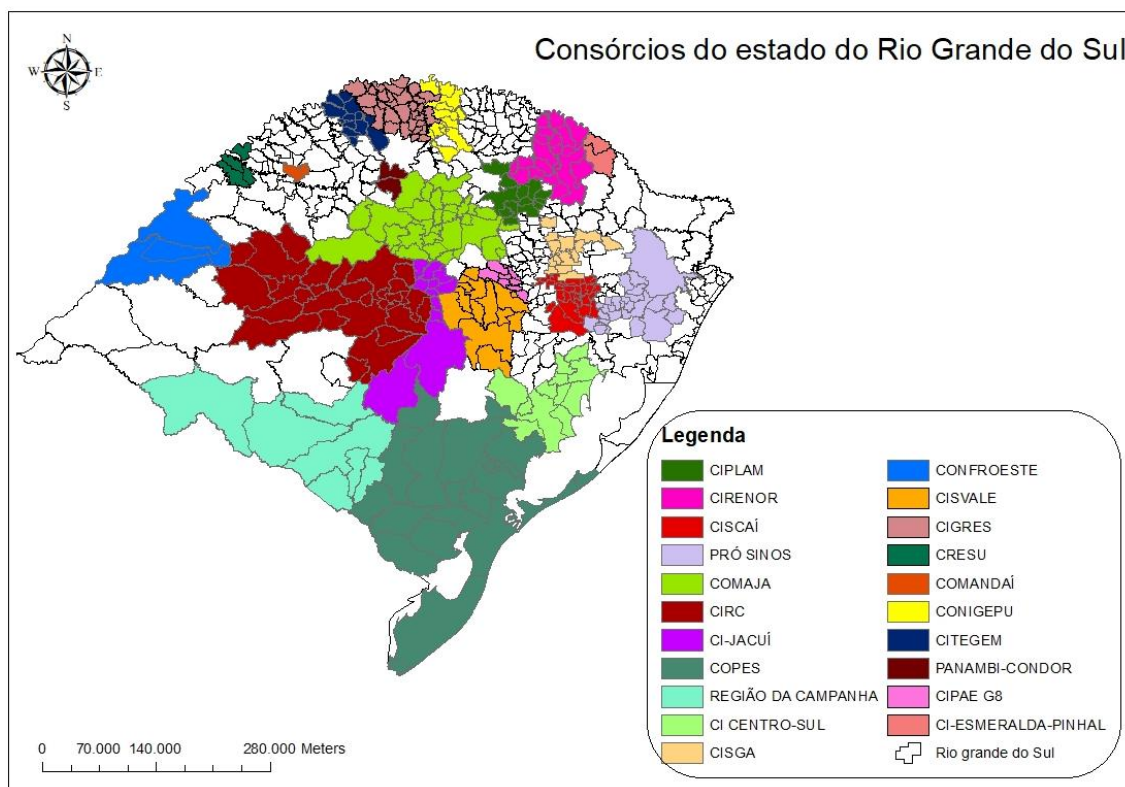 Consórcios do estado do Rio Grande do Sul
N
W E
S
Legenda
CIPLAM
CIRENOR
CISCAÍ
PRÓ SINOS
COMAJA
CIRC
CI-JACUÍ
COPES
REGIÃO DA CAMPANHA
CI CENTRO-SUL
CISGA
CONFROESTE
CISVALE
CIGRES
CRESU
COMANDAÍ
CONIGEPU
CITEGEM
PANAMBI-CONDOR
CIPAE G8
CI-ESMERALDA-PINHAL
Rio grande do Sul
0 70.000 140.000 280.000 Meters